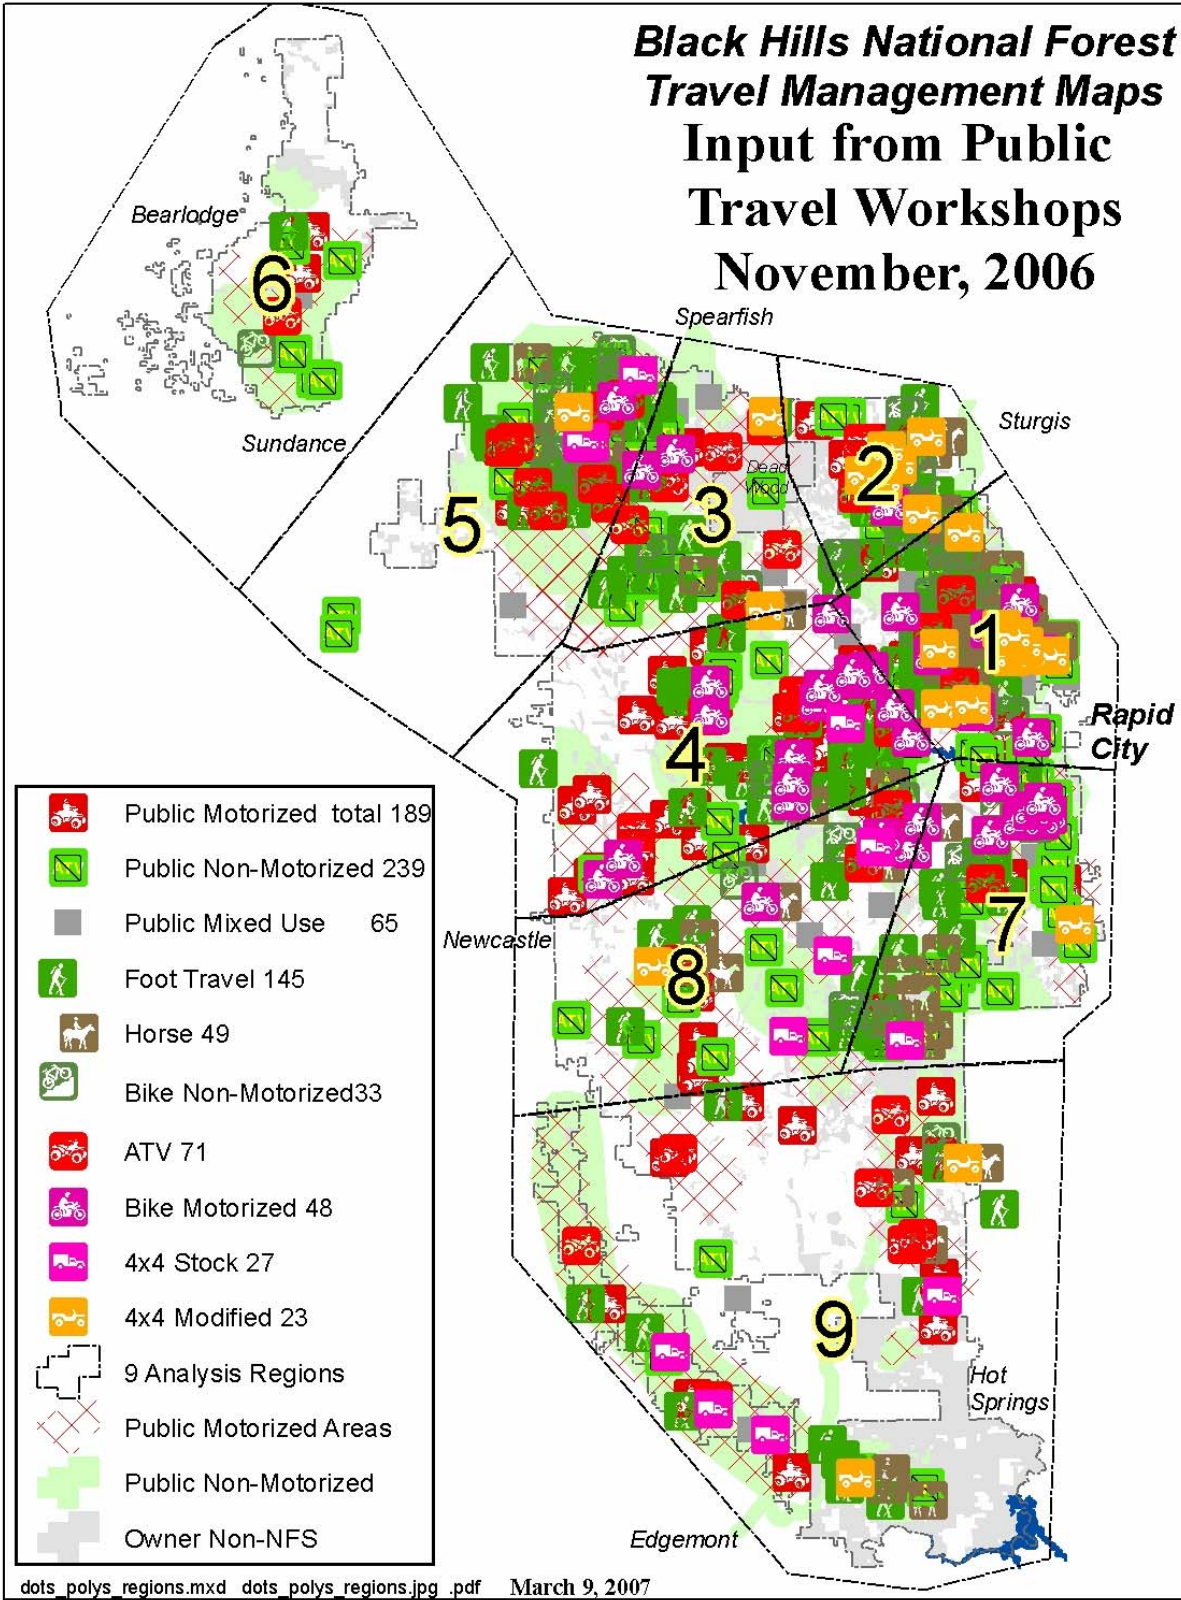 Black Hills National Forest
Travel Management Maps
Input from Public
Travel Workshops
November, 2006
Bearlodge
6
Sundance
Spearfish
Sturgis
Dead
Wood
2
5
3
1
Rapid
City
4
7
Newcastle
8
9
Hot
Springs
Edgemont
Public Motorized total 189
Public Non-Motorized 239
Public Mixed Use 65
Foot Travel 145
Horse 49
Bike Non-Motorized33
ATV 71
Bike Motorized 48
4x4 Stock 27
4x4 Modified 23
9 Analysis Regions
Public Motorized Areas
Public Non-Motorized
Owner Non-NFS
dots_polys_regions.mxd dots_polys_regions.jpg .pdf March 9, 2007